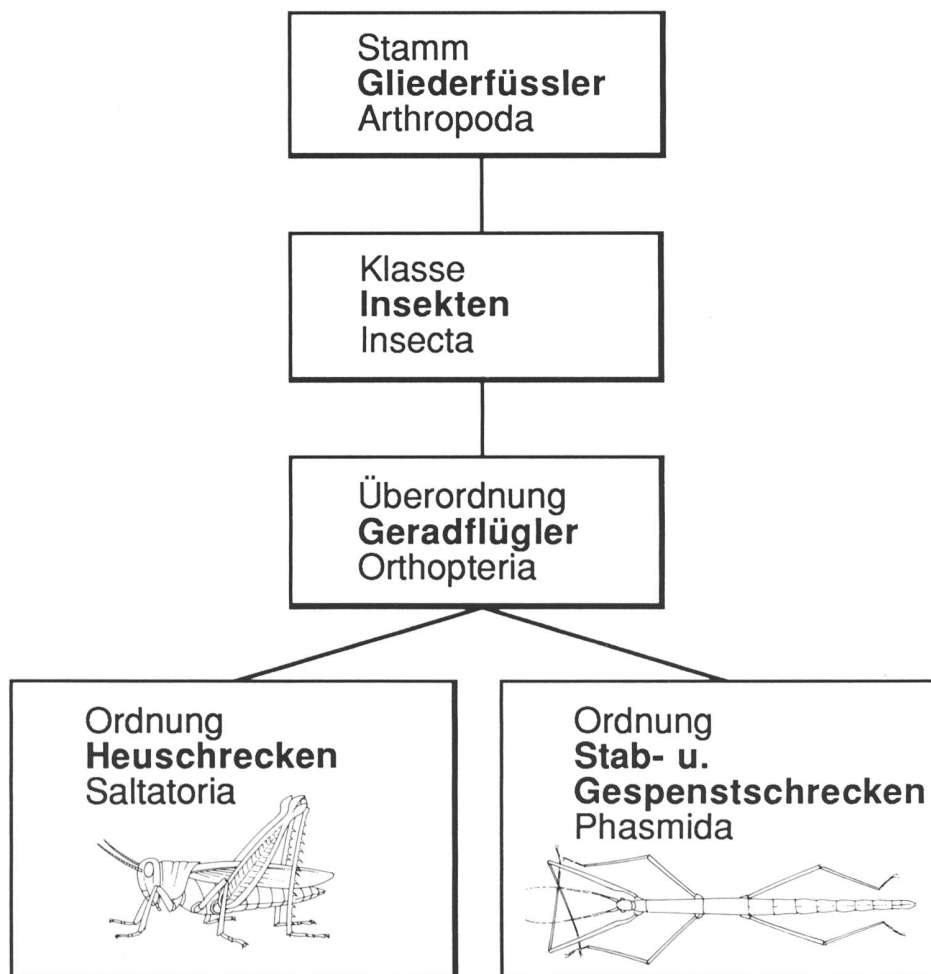 Stamm
Gliederfüssler
Arthropoda
Klasse
Insekten
Insecta
Überordnung
Geradflügler
Orthopteria
Ordnung
Heuschrecken
Saltatoria
Ordnung
Stab- u.
Gespenstschrecken
Phasmida